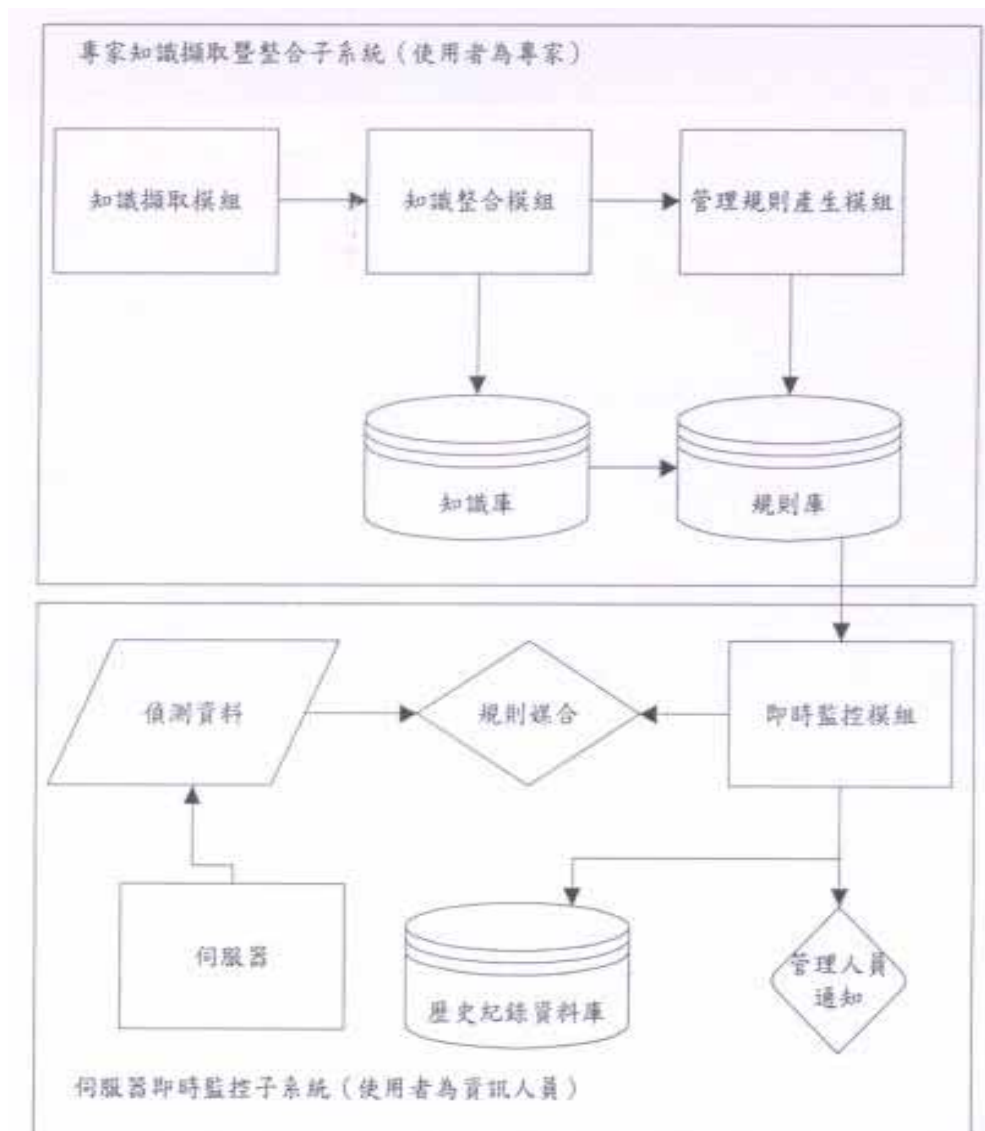 專家知識擷取暨整合子系統（使用者為專家）
知識擷取模組
知識整合模組
管理規則產生模組
知識庫
規則庫
偵測資料
規則媒合
即時監控模組
伺服器
歷史紀錄資料庫
管理人員
通知
伺服器即時監控子系統（使用者為資訊人員）